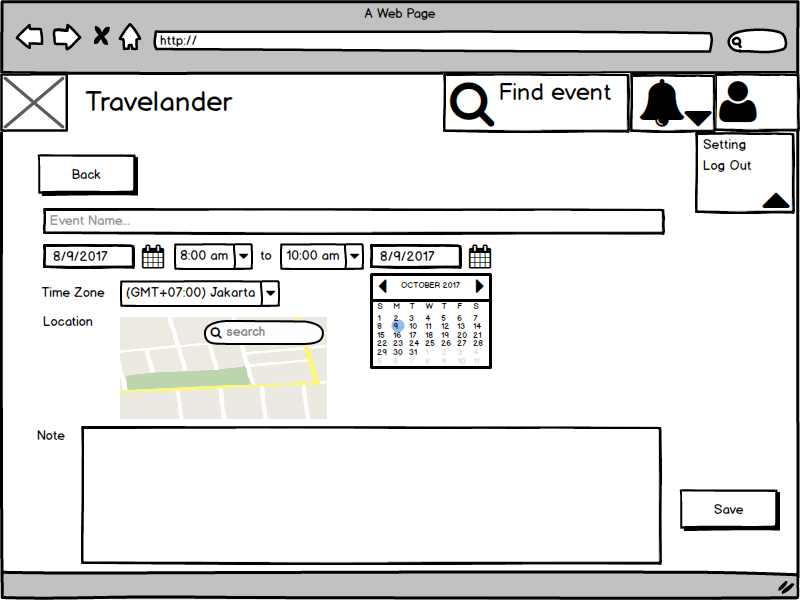 A Web Page
http://
Travelander
Find event
Setting
Log Out
Back
Event Name...
8/9/2017 8:00 am to 10:00 am 8/9/2017
Time Zone (GMT+07:00) Jakarta
OCTOBER 2017
S M T W T F S
1 2 3 4 5 6 7
8 9 10 11 12 13 14
15 16 17 18 19 20 21
22 23 24 25 26 27 28
29 30 31 1 2 3 4
5 6 7 8 9 10 11
Location
search
Note
Save